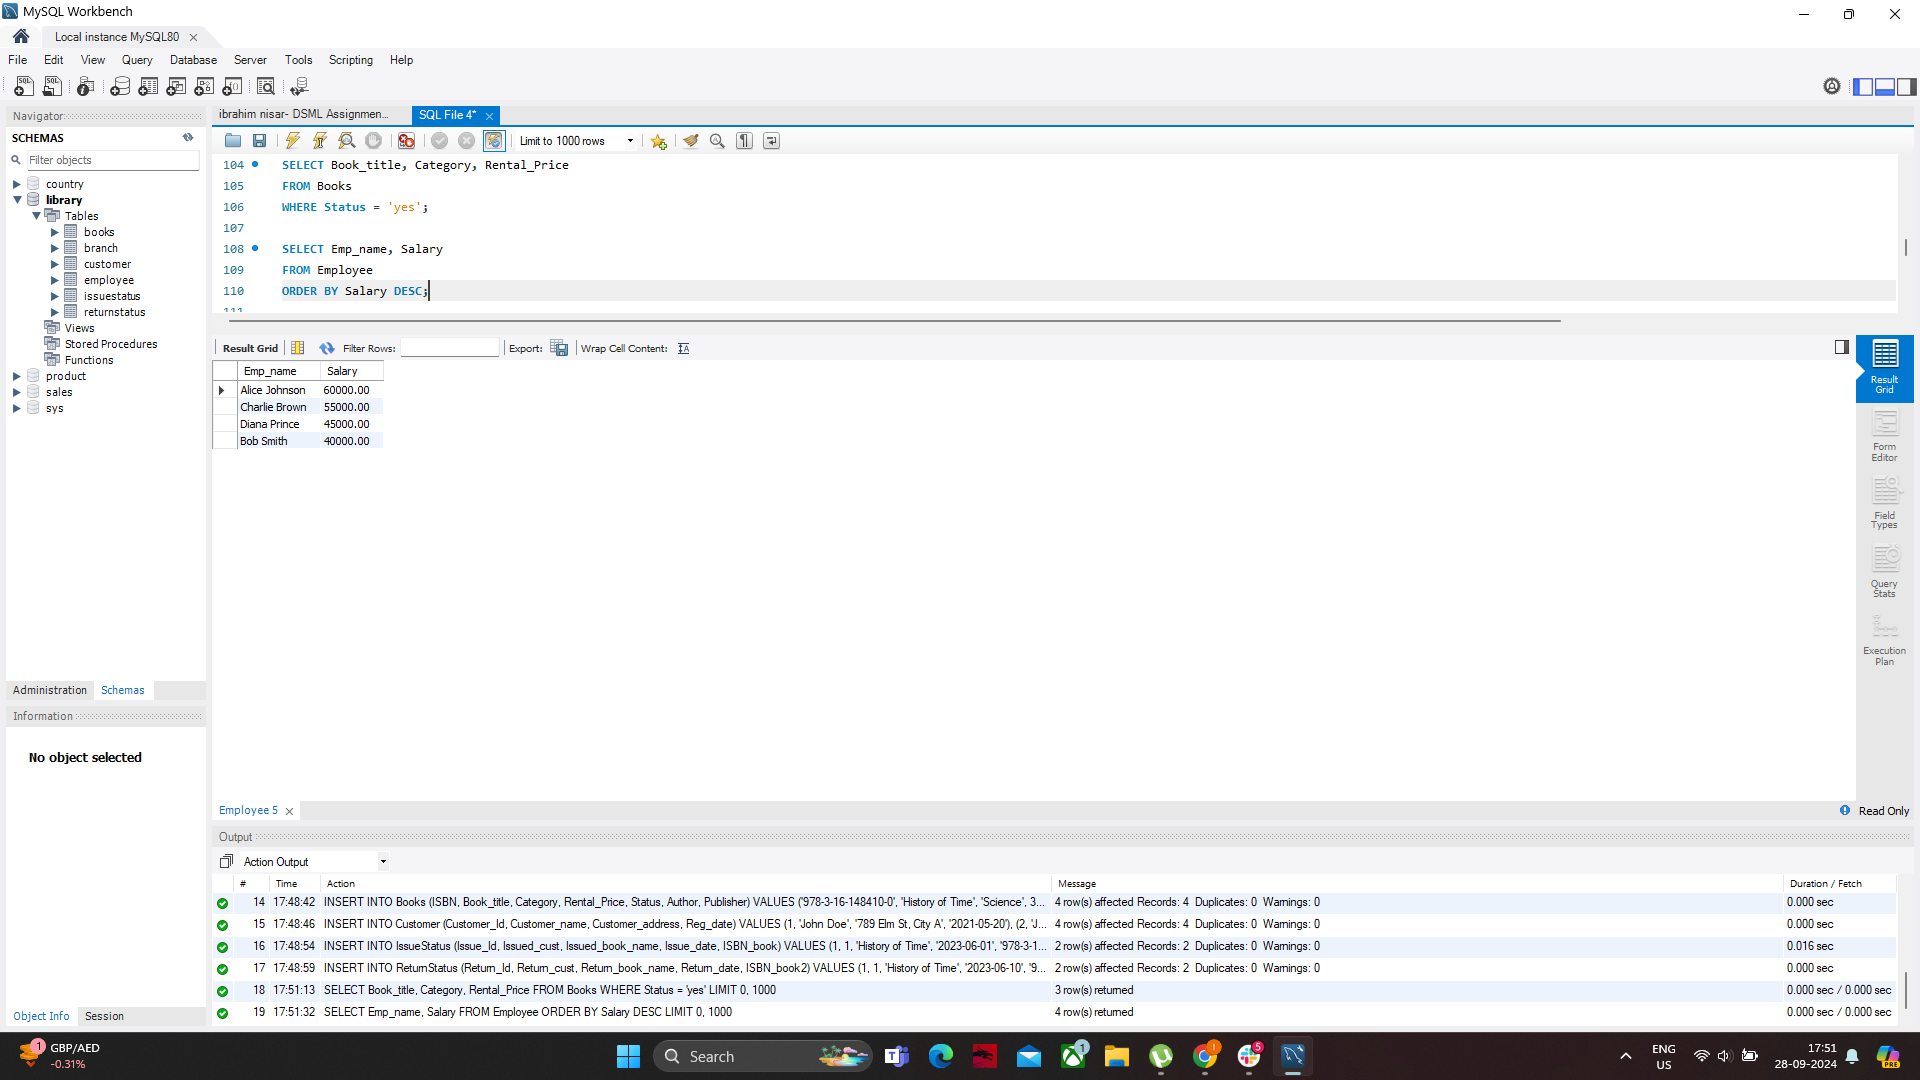 MySQL Workbench
Local instance MySQL80
File Edit View Query Database Server Tools Scripting Help
Navigator
SCHEMAS
Filter objects
country
library
Tables
books
branch
customer
employee
issuestatus
returnstatus
Views
Stored Procedures
Functions
product
sales
sys
Administration Schemas
Information
No object selected
Object Info Session
ibrahim nisar- DSML Assignmen...
SQL File 4*
Limit to 1000 rows
104 SELECT Book_title, Category, Rental_Price
105 FROM Books
106 WHERE Status = 'yes';
107
108 SELECT Emp_name, Salary
109 FROM Employee
110 ORDER BY Salary DESC;
111
Result Grid Filter Rows: Export: Wrap Cell Content:
Emp_name Salary
Alice Johnson 60000.00
Charlie Brown 55000.00
Diana Prince 45000.00
Bob Smith 40000.00
Result Grid
Form Editor
Field Types
Query Stats
Execution Plan
Employee 5
Read Only
Output
Action Output
# Time Action Message Duration / Fetch
14 17:48:42 INSERT INTO Books (ISBN, Book_title, Category, Rental_Price, Status, Author, Publisher) VALUES ('978-3-16-148410-0', 'History of Time', 'Science', 3... 4 row(s) affected Records: 4 Duplicates: 0 Warnings: 0 0.000 sec
15 17:48:46 INSERT INTO Customer (Customer_Id, Customer_name, Customer_address, Reg_date) VALUES (1, 'John Doe', '789 Elm St, City A', '2021-05-20'), (2, 'J... 4 row(s) affected Records: 4 Duplicates: 0 Warnings: 0 0.000 sec
16 17:48:54 INSERT INTO IssueStatus (Issue_Id, Issued_cust, Issued_book_name, Issue_date, ISBN_book) VALUES (1, 1, 'History of Time', '2023-06-01', '978-3-1... 2 row(s) affected Records: 2 Duplicates: 0 Warnings: 0 0.016 sec
17 17:48:59 INSERT INTO ReturnStatus (Return_Id, Return_cust, Return_book_name, Return_date, ISBN_book2) VALUES (1, 1, 'History of Time', '2023-06-10', '9... 2 row(s) affected Records: 2 Duplicates: 0 Warnings: 0 0.000 sec
18 17:51:13 SELECT Book_title, Category, Rental_Price FROM Books WHERE Status = 'yes' LIMIT 0, 1000 3 row(s) returned 0.000 sec / 0.000 sec
19 17:51:32 SELECT Emp_name, Salary FROM Employee ORDER BY Salary DESC LIMIT 0, 1000 4 row(s) returned 0.000 sec / 0.000 sec
1 GBP/AED
-0.31%
Search
1
5
ENG
US
17:51
28-09-2024
PRE